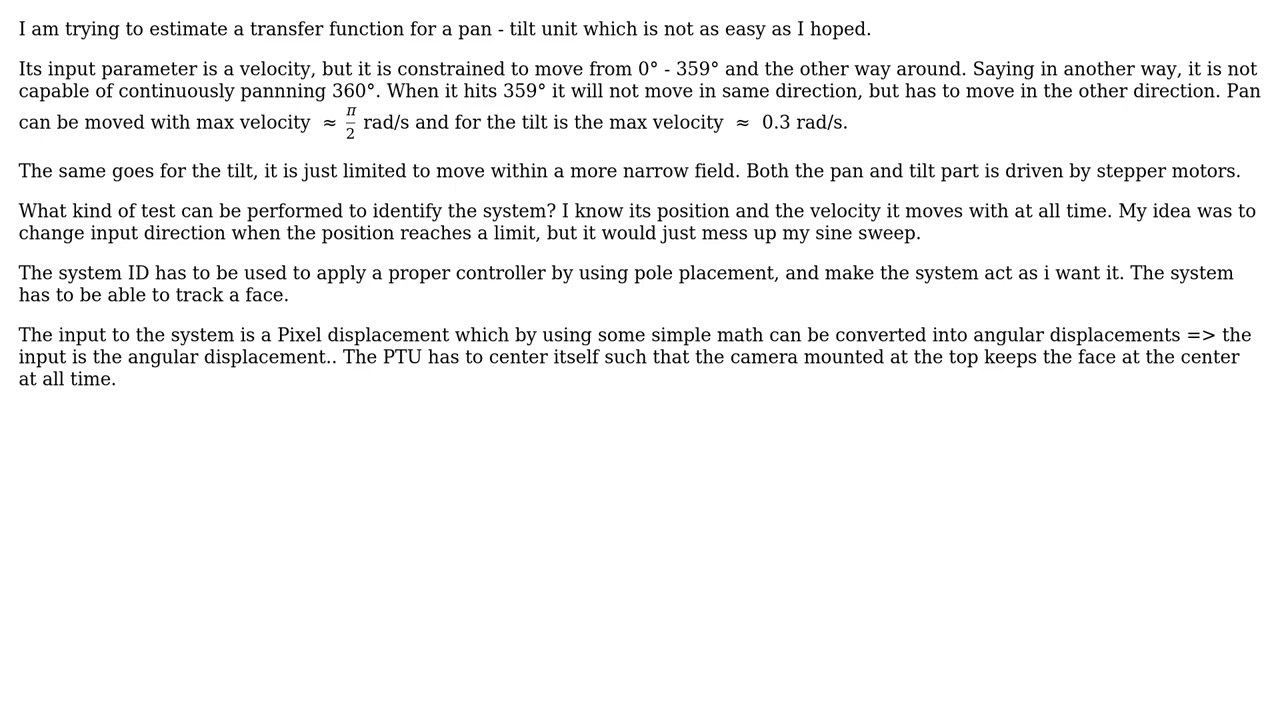 I am trying to estimate a transfer function for a pan - tilt unit which is not as easy as I hoped.
Its input parameter is a velocity, but it is constrained to move from 0° - 359° and the other way around. Saying in another way, it is not
capable of continuously pannning 360°. When it hits 359° it will not move in same direction, but has to move in the other direction. Pan
can be moved with max velocity ≈ π/2 rad/s and for the tilt is the max velocity ≈ 0.3 rad/s.
The same goes for the tilt, it is just limited to move within a more narrow field. Both the pan and tilt part is driven by stepper motors.
What kind of test can be performed to identify the system? I know its position and the velocity it moves with at all time. My idea was to
change input direction when the position reaches a limit, but it would just mess up my sine sweep.
The system ID has to be used to apply a proper controller by using pole placement, and make the system act as i want it. The system
has to be able to track a face.
The input to the system is a Pixel displacement which by using some simple math can be converted into angular displacements => the
input is the angular displacement.. The PTU has to center itself such that the camera mounted at the top keeps the face at the center
at all time.